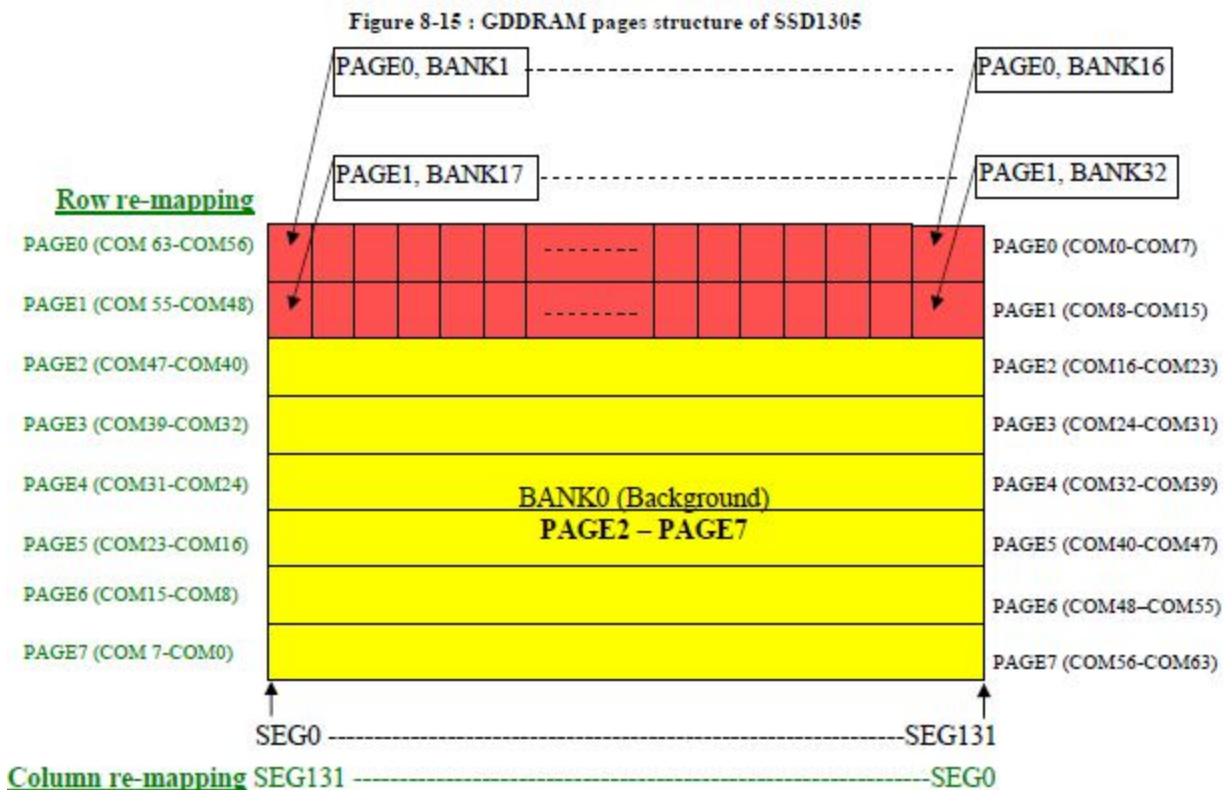 Figure 8-15 : GDDRAM pages structure of SSD1305
PAGE0, BANK1 PAGE0, BANK16
PAGE1, BANK17 PAGE1, BANK32
Row re-mapping
PAGE0 (COM 63-COM56) PAGE0 (COM0-COM7)
PAGE1 (COM 55-COM48) PAGE1 (COM8-COM15)
PAGE2 (COM47-COM40) PAGE2 (COM16-COM23)
PAGE3 (COM39-COM32) PAGE3 (COM24-COM31)
PAGE4 (COM31-COM24) PAGE4 (COM32-COM39)
BANK0 (Background)
PAGE2 – PAGE7
PAGE5 (COM23-COM16) PAGE5 (COM40-COM47)
PAGE6 (COM15-COM8) PAGE6 (COM48–COM55)
PAGE7 (COM 7-COM0) PAGE7 (COM56-COM63)
SEG0 SEG131
Column re-mapping SEG131 SEG0